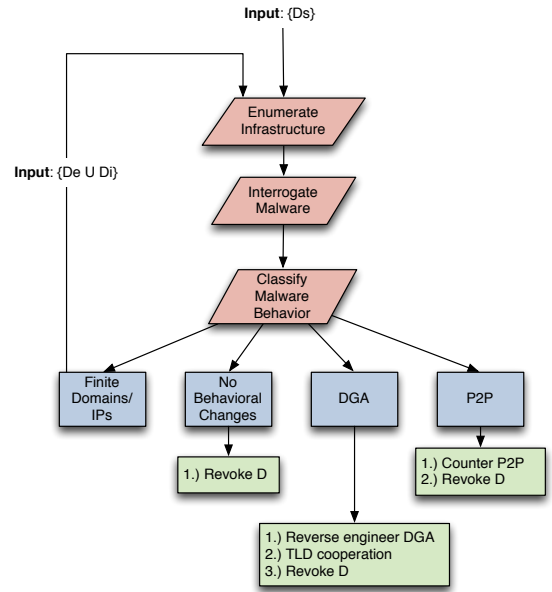 Input: {Ds}
Enumerate
Infrastructure
Input: {De U Di}
Interrogate
Malware
Classify
Malware
Behavior
Finite
Domains/
IPs
No
Behavioral
Changes
DGA
P2P
1.) Revoke D
1.) Counter P2P
2.) Revoke D
1.) Reverse engineer DGA
2.) TLD cooperation
3.) Revoke D